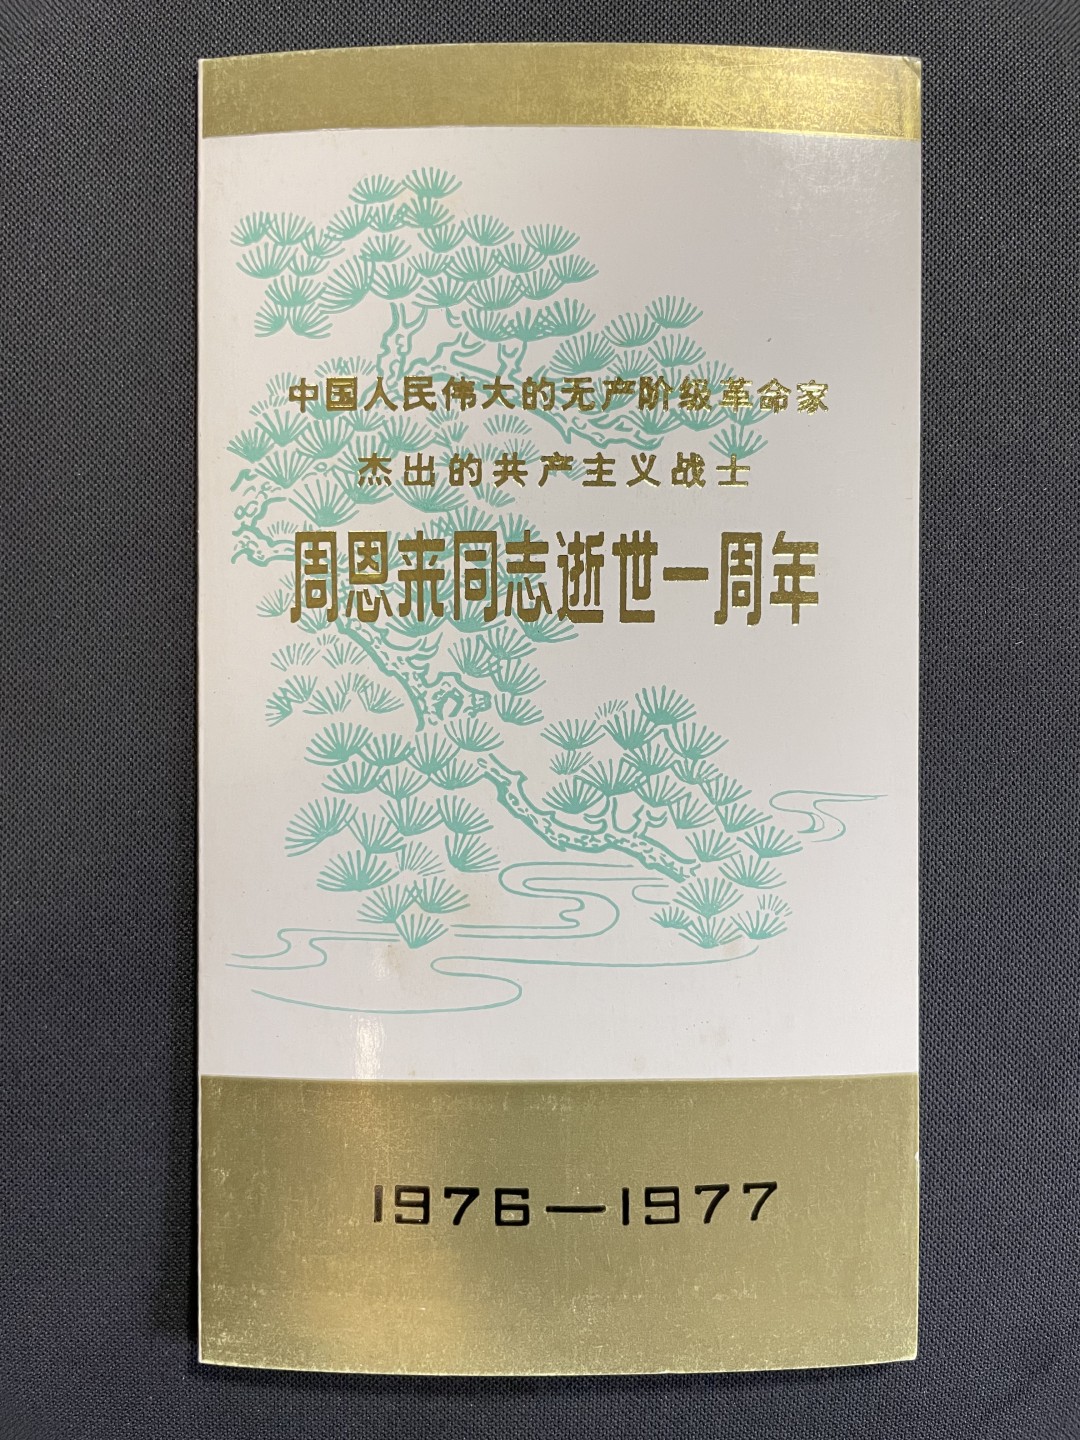 中国人民伟大的无产阶级革命家
杰出的共产主义战士
周恩来同志逝世一周年
1976—1977